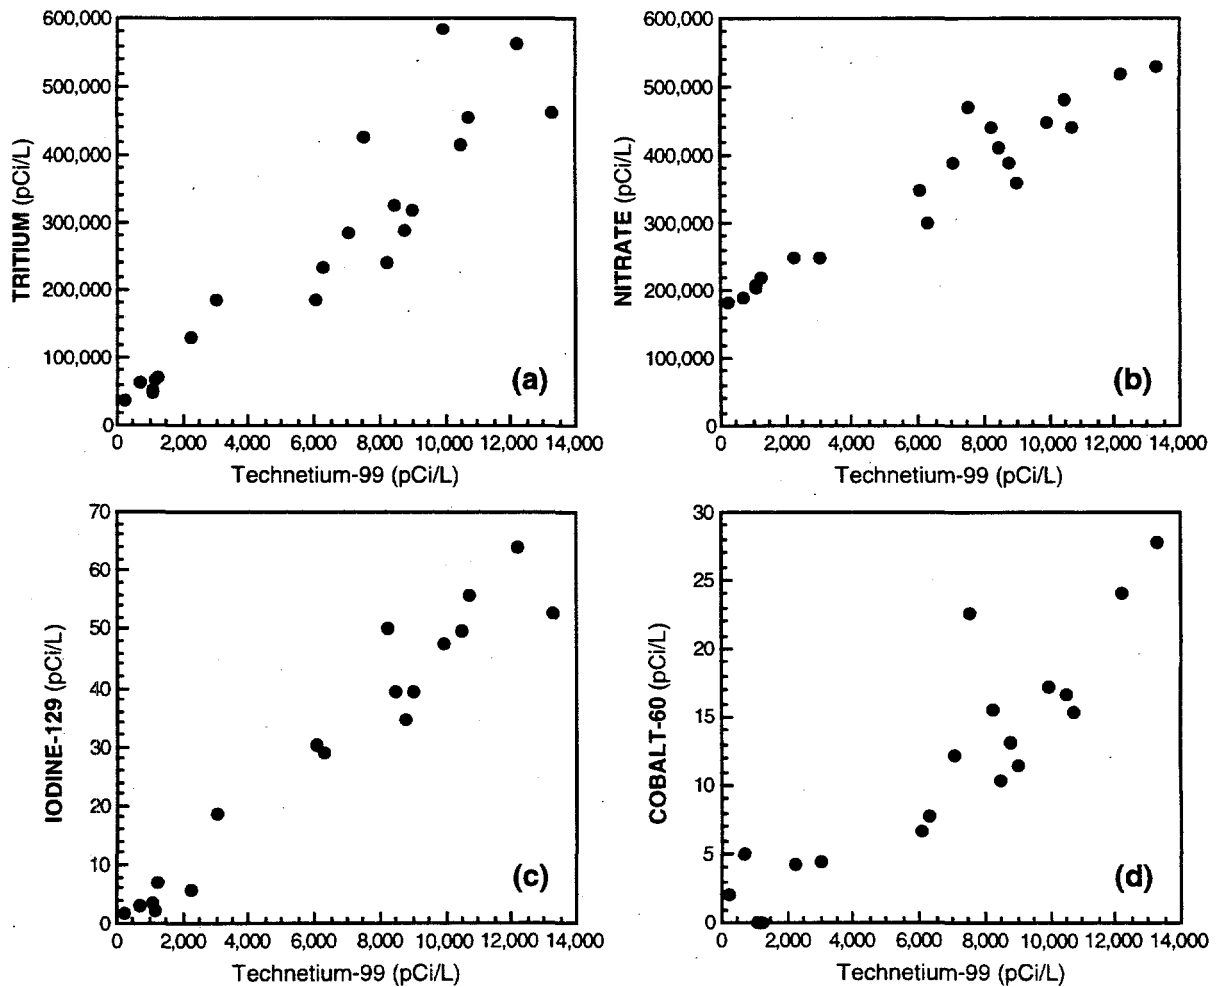 600,000
500,000
400,000
300,000
200,000
100,000
0
TRITIUM (pCi/L)
(a)
0 2,000 4,000 6,000 8,000 10,000 12,000 14,000
Technetium-99 (pCi/L)
600,000
500,000
400,000
300,000
200,000
100,000
0
NITRATE (pCi/L)
(b)
0 2,000 4,000 6,000 8,000 10,000 12,000 14,000
Technetium-99 (pCi/L)
70
60
50
40
30
20
10
0
IODINE-129 (pCi/L)
(c)
0 2,000 4,000 6,000 8,000 10,000 12,000 14,000
Technetium-99 (pCi/L)
30
25
20
15
10
5
0
COBALT-60 (pCi/L)
(d)
0 2,000 4,000 6,000 8,000 10,000 12,000 14,000
Technetium-99 (pCi/L)